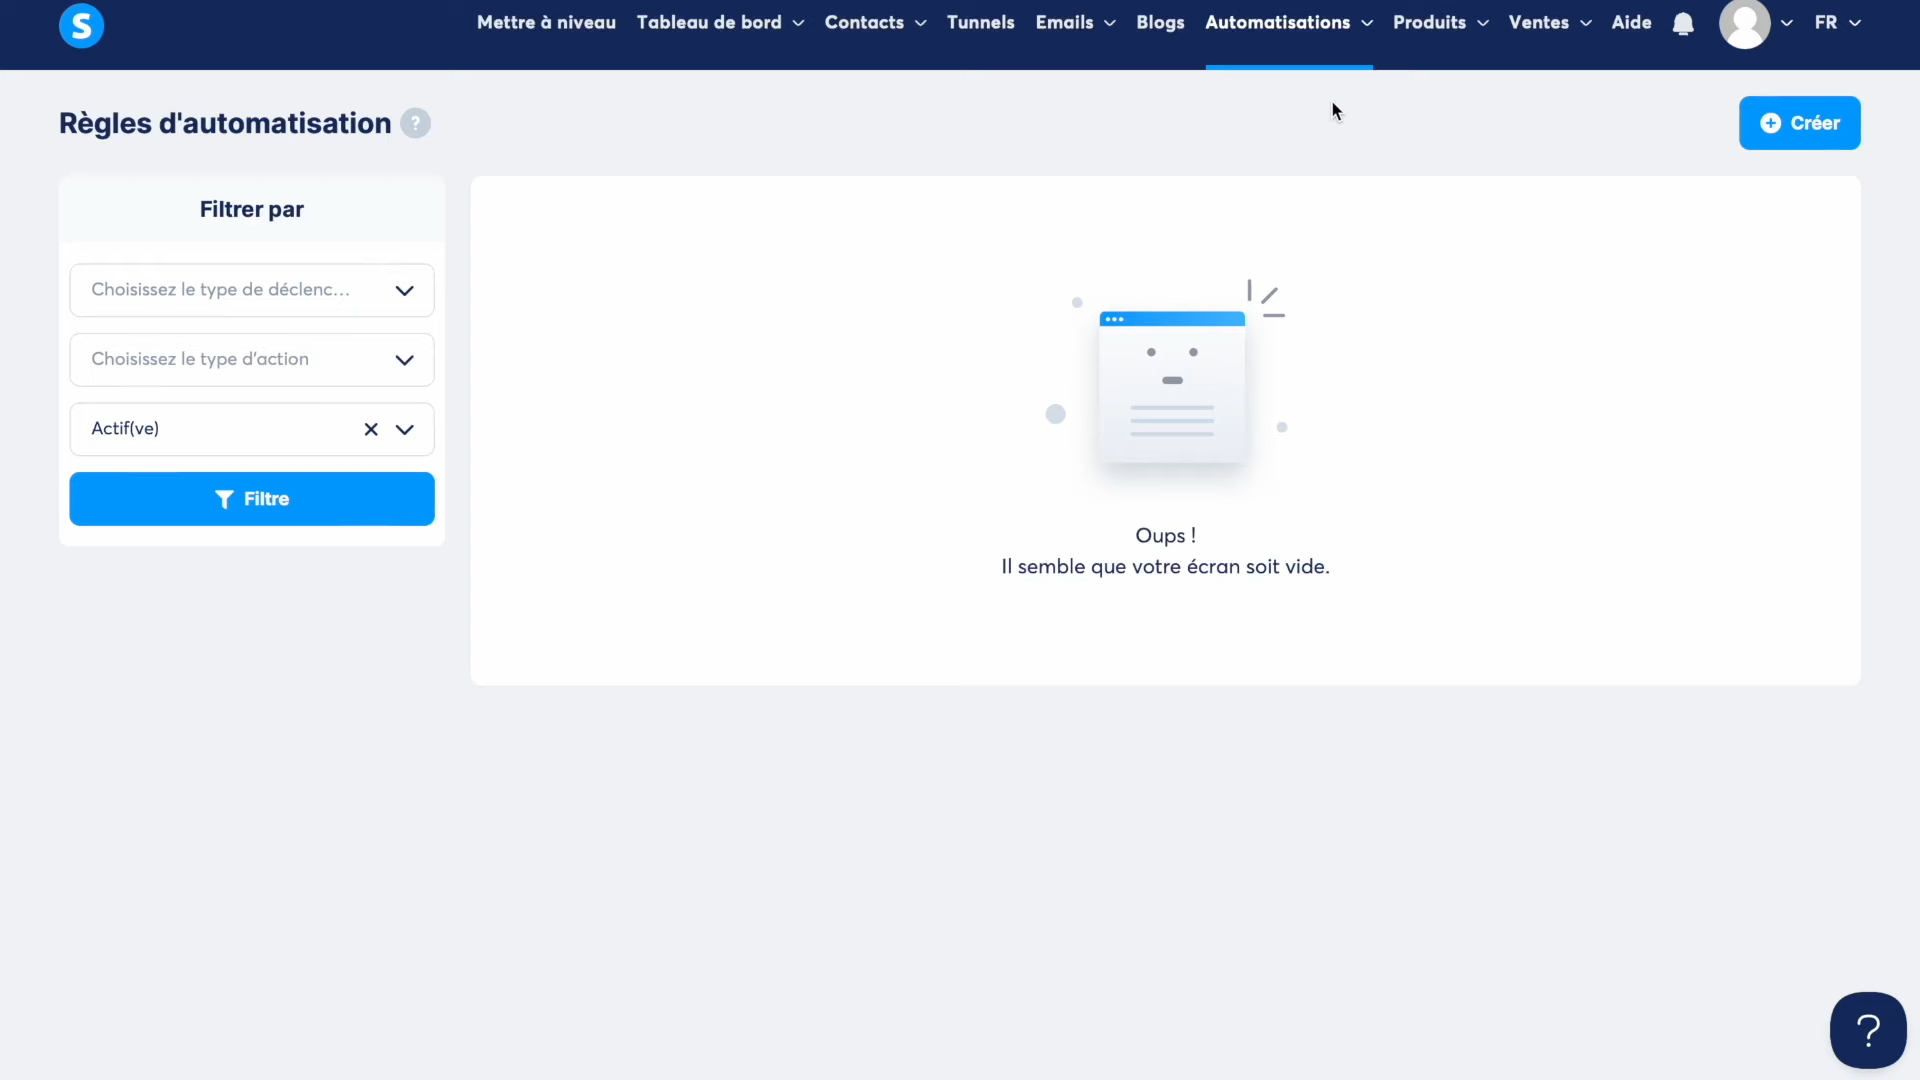 S
Mettre à niveau Tableau de bord Contacts Tunnels Emails Blogs Automatisations Produits Ventes Aide FR
Règles d'automatisation ?
Créer
Filtrer par
Choisissez le type de déclenc...
Choisissez le type d'action
Actif(ve)
Filtre
Oups !
Il semble que votre écran soit vide.
?